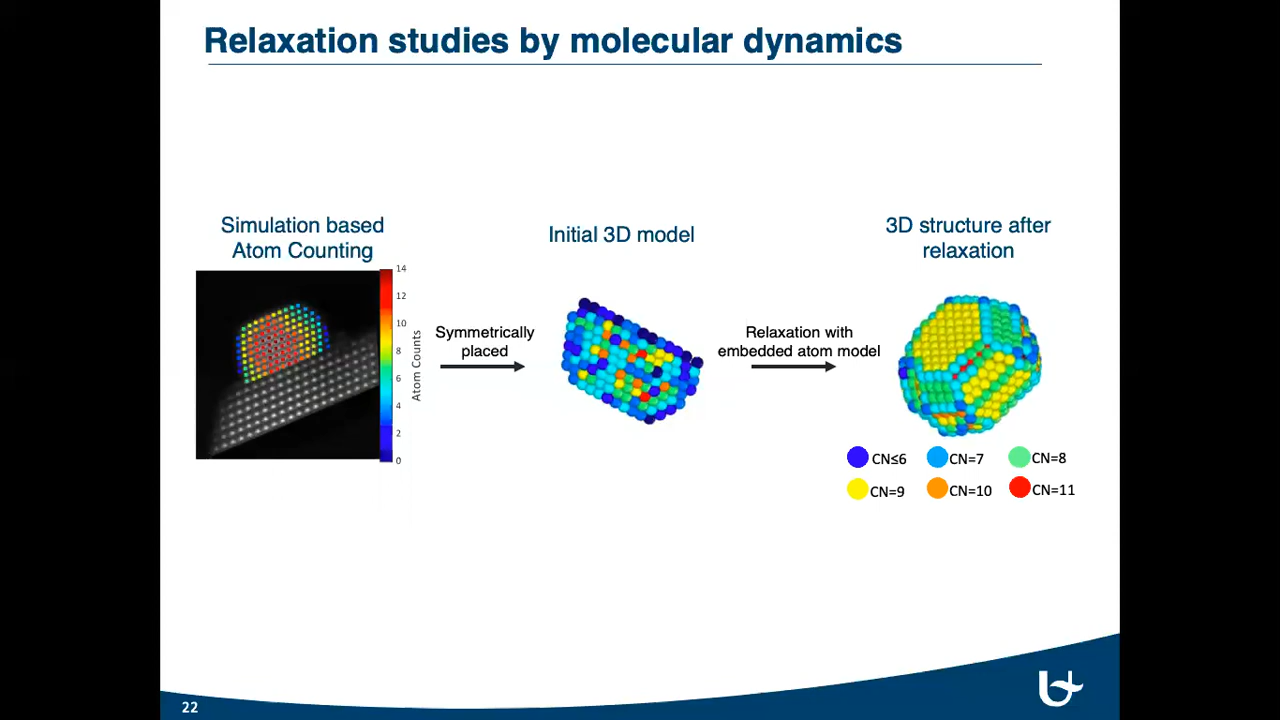 Relaxation studies by molecular dynamics
Simulation based
Atom Counting
Initial 3D model
3D structure after
relaxation
14
12
10
8
6
4
2
0
Atom Counts
Symmetrically
placed
Relaxation with
embedded atom model
CN≤6
CN=7
CN=8
CN=9
CN=10
CN=11
22